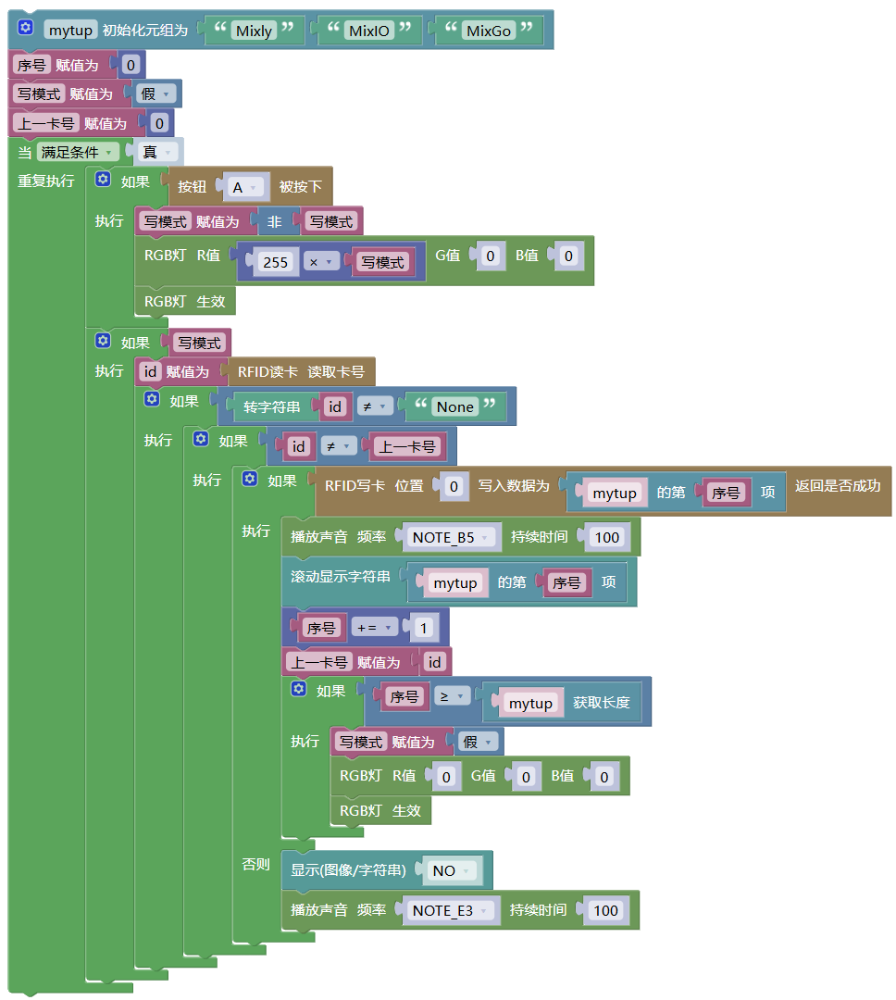 mytup 初始化元组为 “ Mixly ” “ MixIO ” “ MixGo ”
序号 赋值为 0
写模式 赋值为 假
上一卡号 赋值为 0
当 满足条件 真
重复执行 如果 按钮 A 被按下
执行 写模式 赋值为 非 写模式
RGB灯 R值 255 × 写模式 G值 0 B值 0
RGB灯 生效
如果 写模式
执行 id 赋值为 RFID读卡 读取卡号
如果 转字符串 id ≠ “ None ”
执行 如果 id ≠ 上一卡号
执行 如果 RFID写卡 位置 0 写入数据为 mytup 的第 序号 项 返回是否成功
执行 播放声音 频率 NOTE_B5 持续时间 100
滚动显示字符串 mytup 的第 序号 项
序号 += 1
上一卡号 赋值为 id
如果 序号 ≥ mytup 获取长度
执行 写模式 赋值为 假
RGB灯 R值 0 G值 0 B值 0
RGB灯 生效
否则 显示(图像/字符串) NO
播放声音 频率 NOTE_E3 持续时间 100